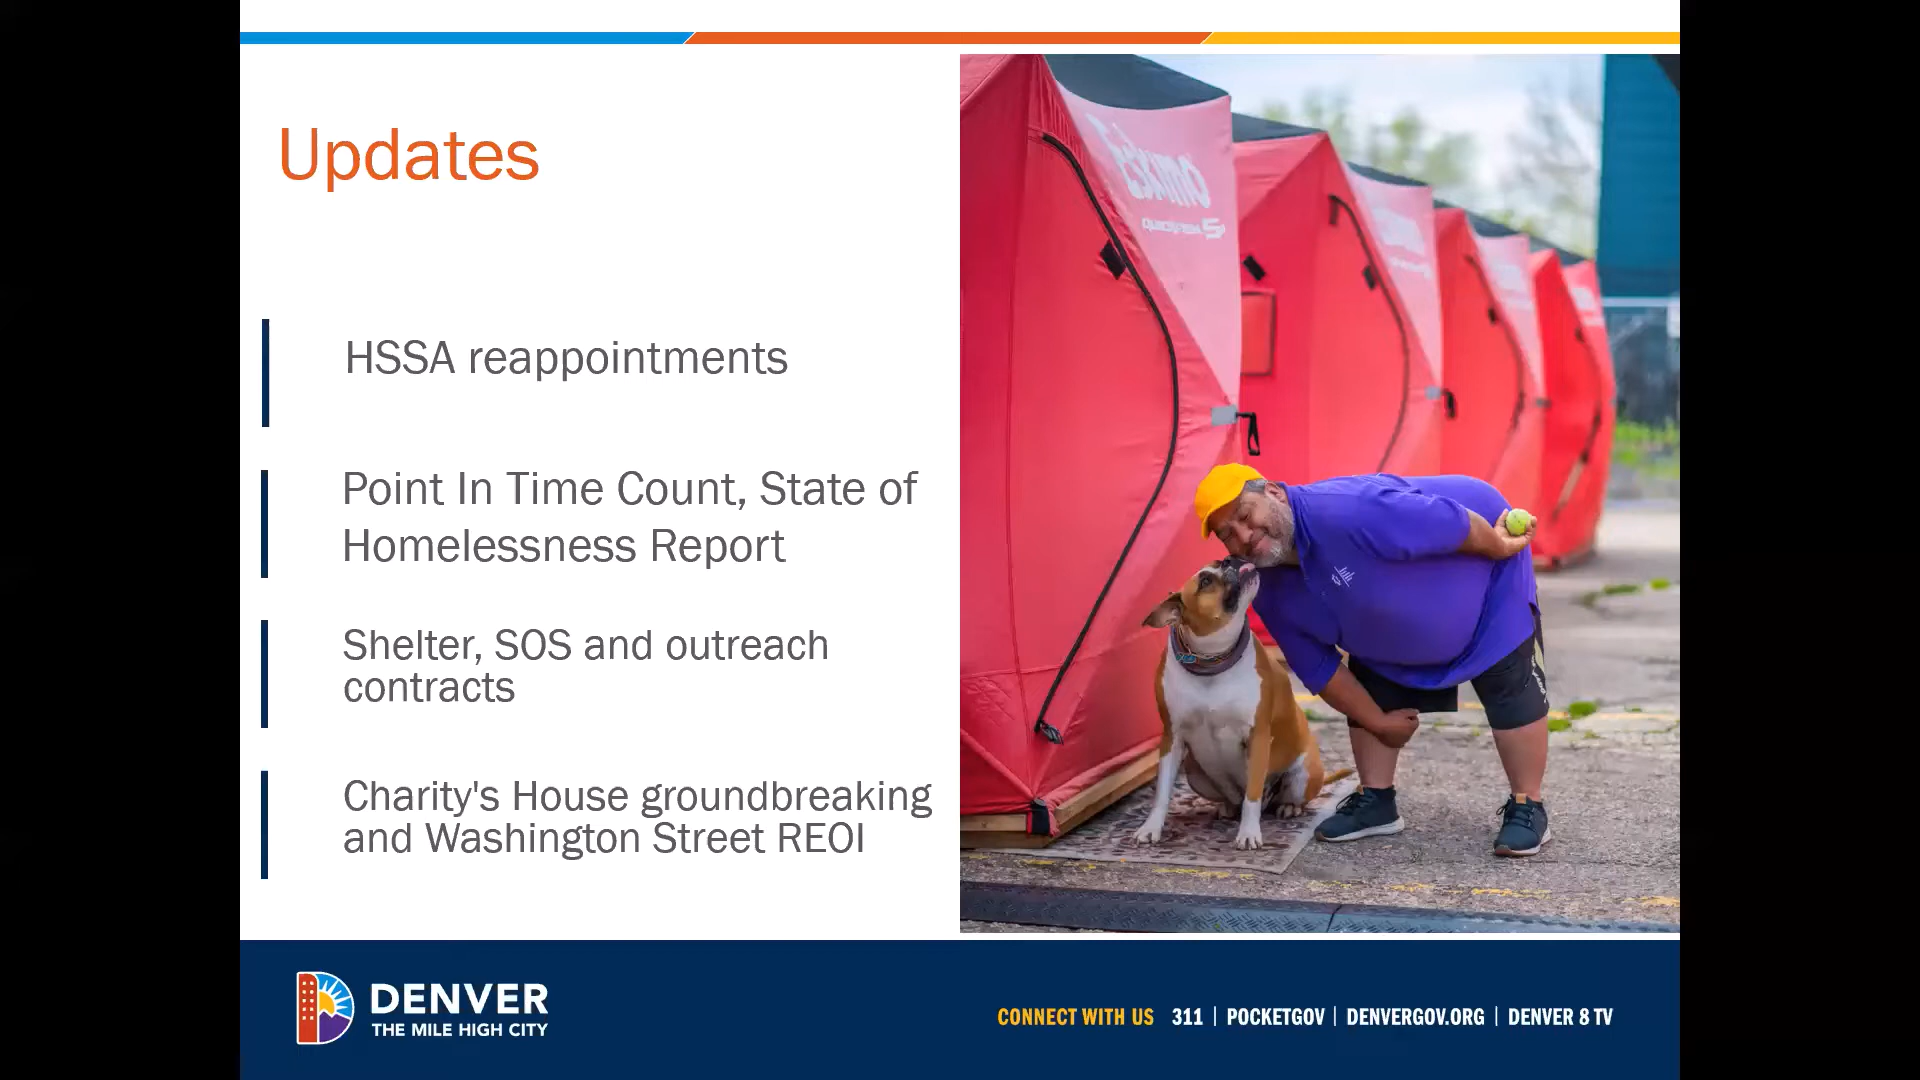 Updates
HSSA reappointments
Point In Time Count, State of
Homelessness Report
Shelter, SOS and outreach
contracts
Charity's House groundbreaking
and Washington Street REOI
Eskimo
DENVER
THE MILE HIGH CITY
CONNECT WITH US 311 | POCKETGOV | DENVERGOV.ORG | DENVER 8 TV